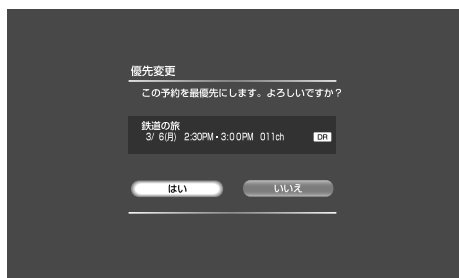 優先変更
この予約を最優先にします。よろしいですか?
鉄道の旅
3/ 6(月) 2:30PM・3:00PM 011ch DR
はい いいえ